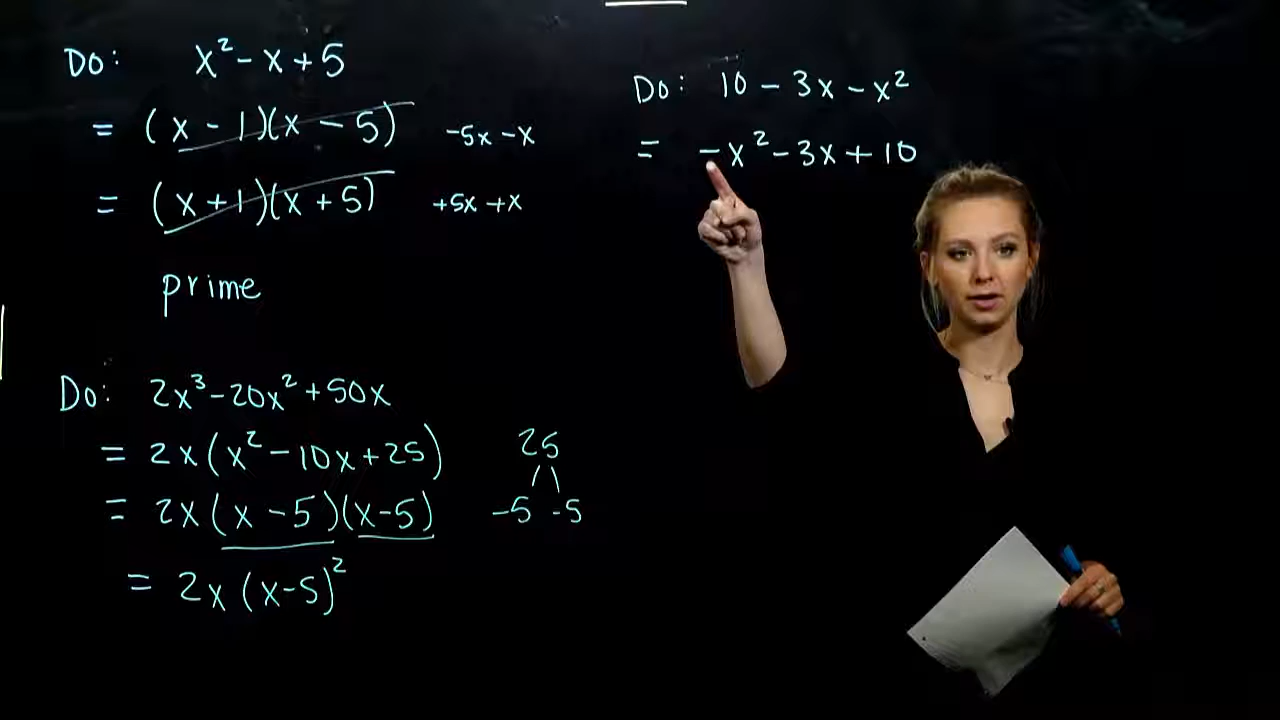 Do: x² - x + 5
= (x - 1)(x - 5) -5x - x
= (x + 1)(x + 5) +5x + x
prime
Do: 2x³ - 20x² + 50x
= 2x(x² - 10x + 25)
= 2x(x - 5)(x - 5)
= 2x(x - 5)²
25
-5 -5
Do: 10 - 3x - x²
= -x² - 3x + 10